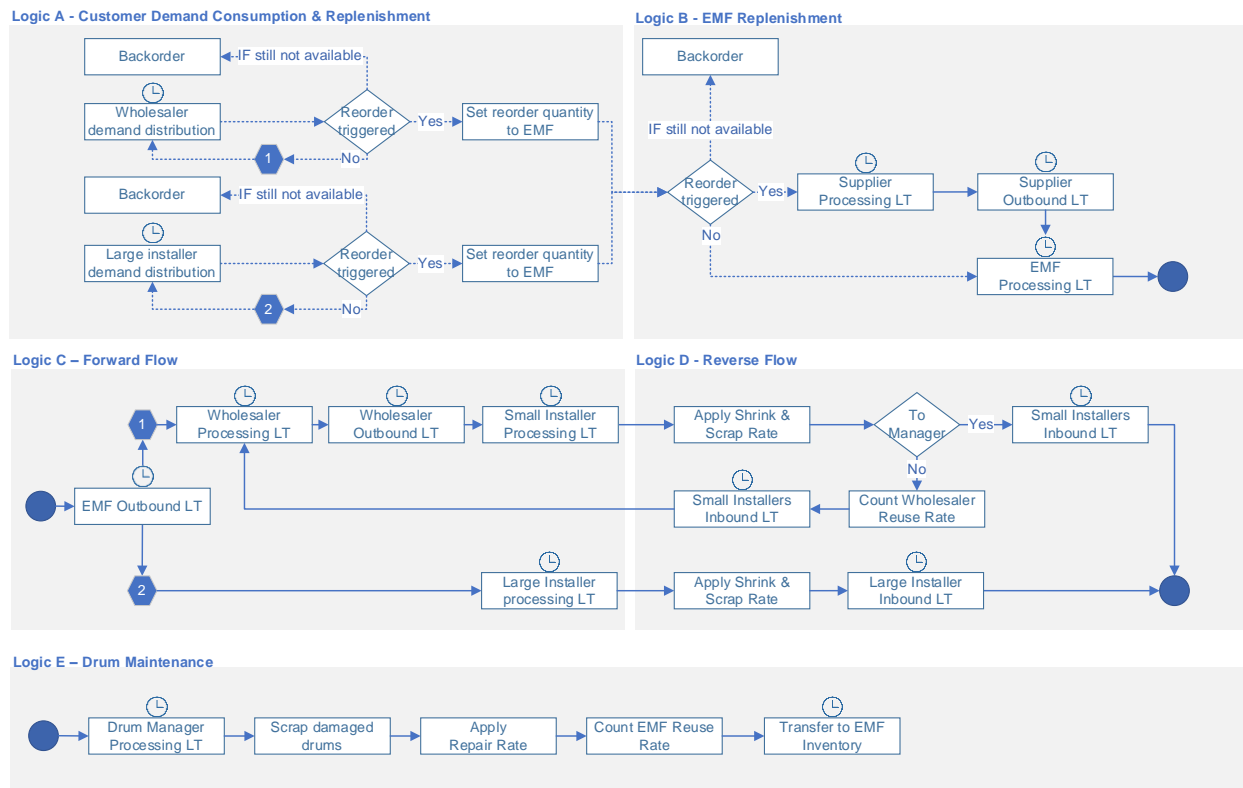 Logic A - Customer Demand Consumption & Replenishment
Backorder
IF still not available
Wholesaler
demand distribution
Reorder
triggered
Yes
Set reorder quantity
to EMF
No
1
Backorder
IF still not available
Large installer
demand distribution
Reorder
triggered
Yes
Set reorder quantity
to EMF
No
2
Logic B - EMF Replenishment
Backorder
IF still not available
Reorder
triggered
Yes
Supplier
Processing LT
Supplier
Outbound LT
No
EMF
Processing LT
Logic C – Forward Flow
1
Wholesaler
Processing LT
Wholesaler
Outbound LT
Small Installer
Processing LT
EMF Outbound LT
2
Large Installer
processing LT
Logic D - Reverse Flow
Apply Shrink &
Scrap Rate
To
Manager
Yes
Small Installers
Inbound LT
No
Small Installers
Inbound LT
Count Wholesaler
Reuse Rate
Apply Shrink &
Scrap Rate
Large Installer
Inbound LT
Logic E – Drum Maintenance
Drum Manager
Processing LT
Scrap damaged
drums
Apply
Repair Rate
Count EMF Reuse
Rate
Transfer to EMF
Inventory